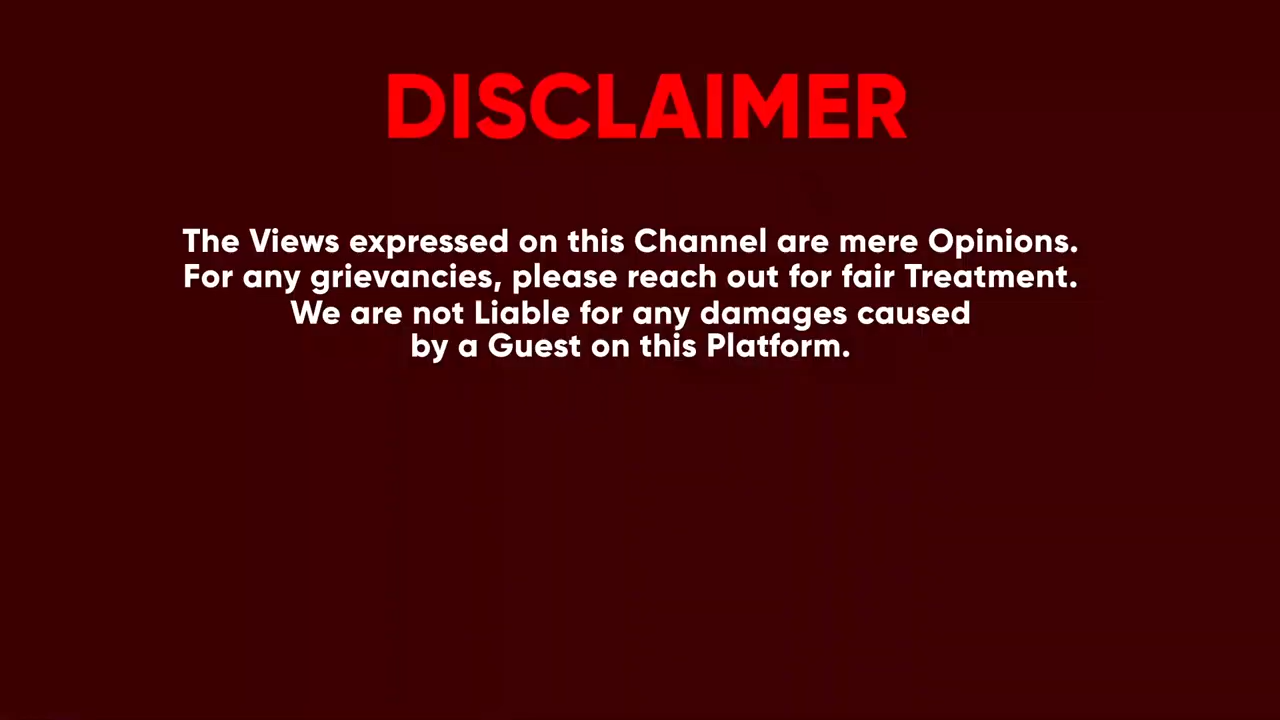 DISCLAIMER
The Views expressed on this Channel are mere Opinions.
For any grievancies, please reach out for fair Treatment.
We are not Liable for any damages caused
by a Guest on this Platform.